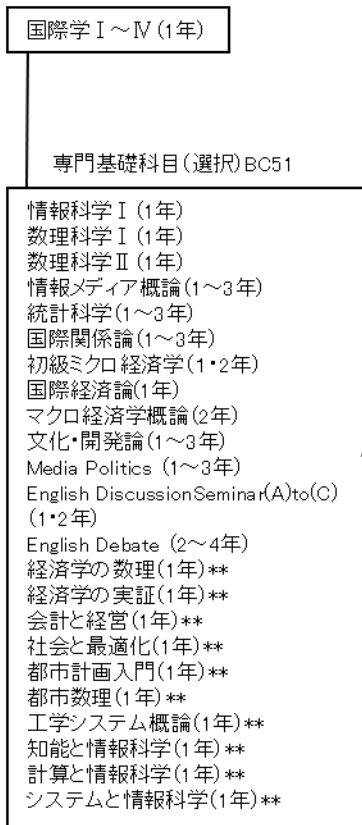 国際学Ⅰ～Ⅳ(1年)
専門基礎科目(選択)BC51
情報科学Ⅰ(1年)
数理科学Ⅰ(1年)
数理科学Ⅱ(1年)
情報メディア概論(1～3年)
統計科学(1～3年)
国際関係論(1～3年)
初級ミクロ経済学(1・2年)
国際経済論(1年)
マクロ経済学概論(2年)
文化・開発論(1～3年)
Media Politics (1～3年)
English DiscussionSeminar(A)to(C)
(1・2年)
English Debate (2～4年)
経済学の数理(1年)**
経済学の実証(1年)**
会計と経営(1年)**
社会と最適化(1年)**
都市計画入門(1年)**
都市数理(1年)**
工学システム概論(1年)**
知能と情報科学(1年)**
計算と情報科学(1年)**
システムと情報科学(1年)**